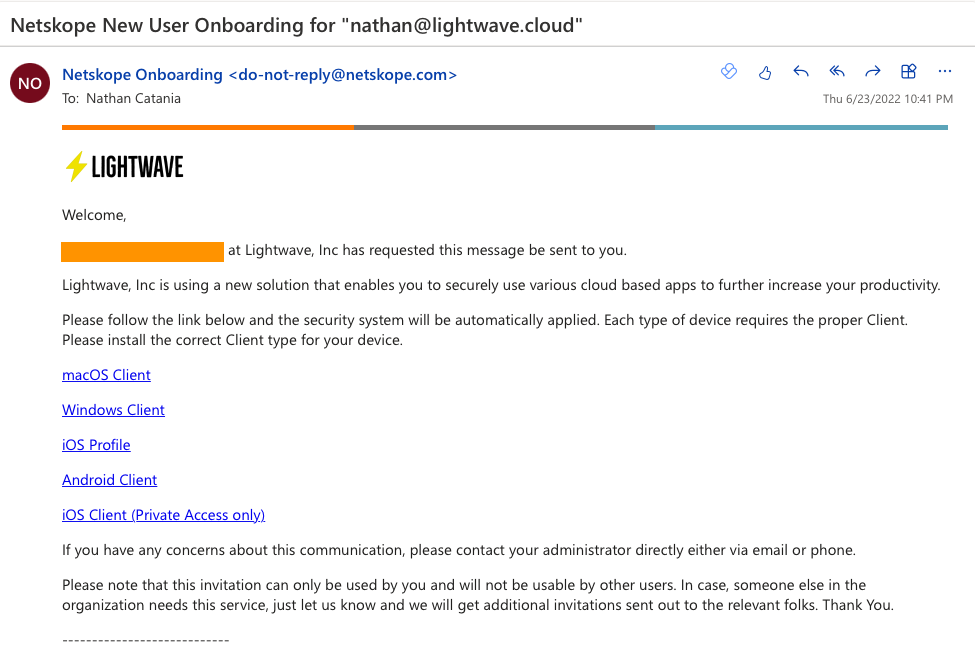 Netskope New User Onboarding for "nathan@lightwave.cloud"
NO
Netskope Onboarding <do-not-reply@netskope.com>
To: Nathan Catania
Thu 6/23/2022 10:41 PM
LIGHTWAVE
Welcome,
at Lightwave, Inc has requested this message be sent to you.
Lightwave, Inc is using a new solution that enables you to securely use various cloud based apps to further increase your productivity.
Please follow the link below and the security system will be automatically applied. Each type of device requires the proper Client.
Please install the correct Client type for your device.
macOS Client
Windows Client
iOS Profile
Android Client
iOS Client (Private Access only)
If you have any concerns about this communication, please contact your administrator directly either via email or phone.
Please note that this invitation can only be used by you and will not be usable by other users. In case, someone else in the
organization needs this service, just let us know and we will get additional invitations sent out to the relevant folks. Thank You.
----------------------------